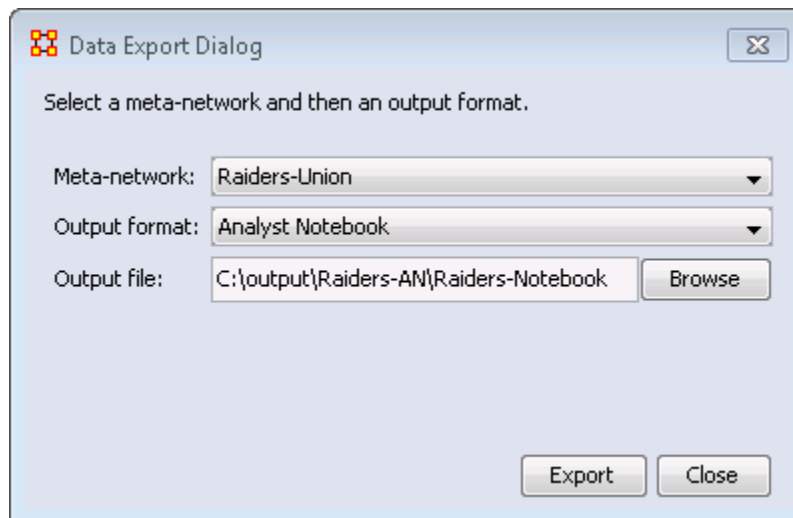 Data Export Dialog
Select a meta-network and then an output format.
Meta-network: Raiders-Union
Output format: Analyst Notebook
Output file: C:\output\Raiders-AN\Raiders-Notebook Browse
Export Close